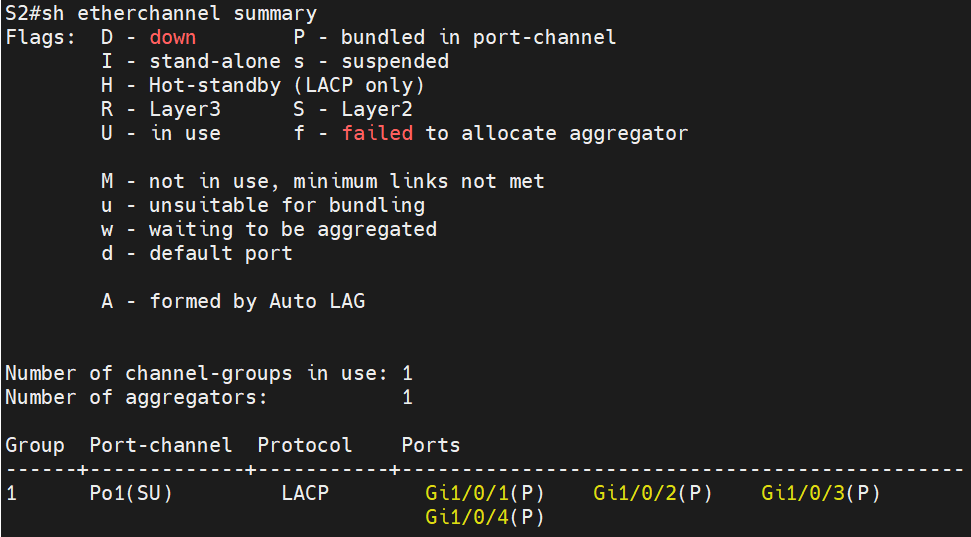 S2#sh etherchannel summary
Flags:  D - down        P - bundled in port-channel
        I - stand-alone s - suspended
        H - Hot-standby (LACP only)
        R - Layer3      S - Layer2
        U - in use      f - failed to allocate aggregator

        M - not in use, minimum links not met
        u - unsuitable for bundling
        w - waiting to be aggregated
        d - default port

        A - formed by Auto LAG


Number of channel-groups in use: 1
Number of aggregators:           1

Group  Port-channel  Protocol    Ports
------+-------------+-----------+-----------------------------------------------
1      Po1(SU)         LACP        Gi1/0/1(P)    Gi1/0/2(P)    Gi1/0/3(P)
                                   Gi1/0/4(P)